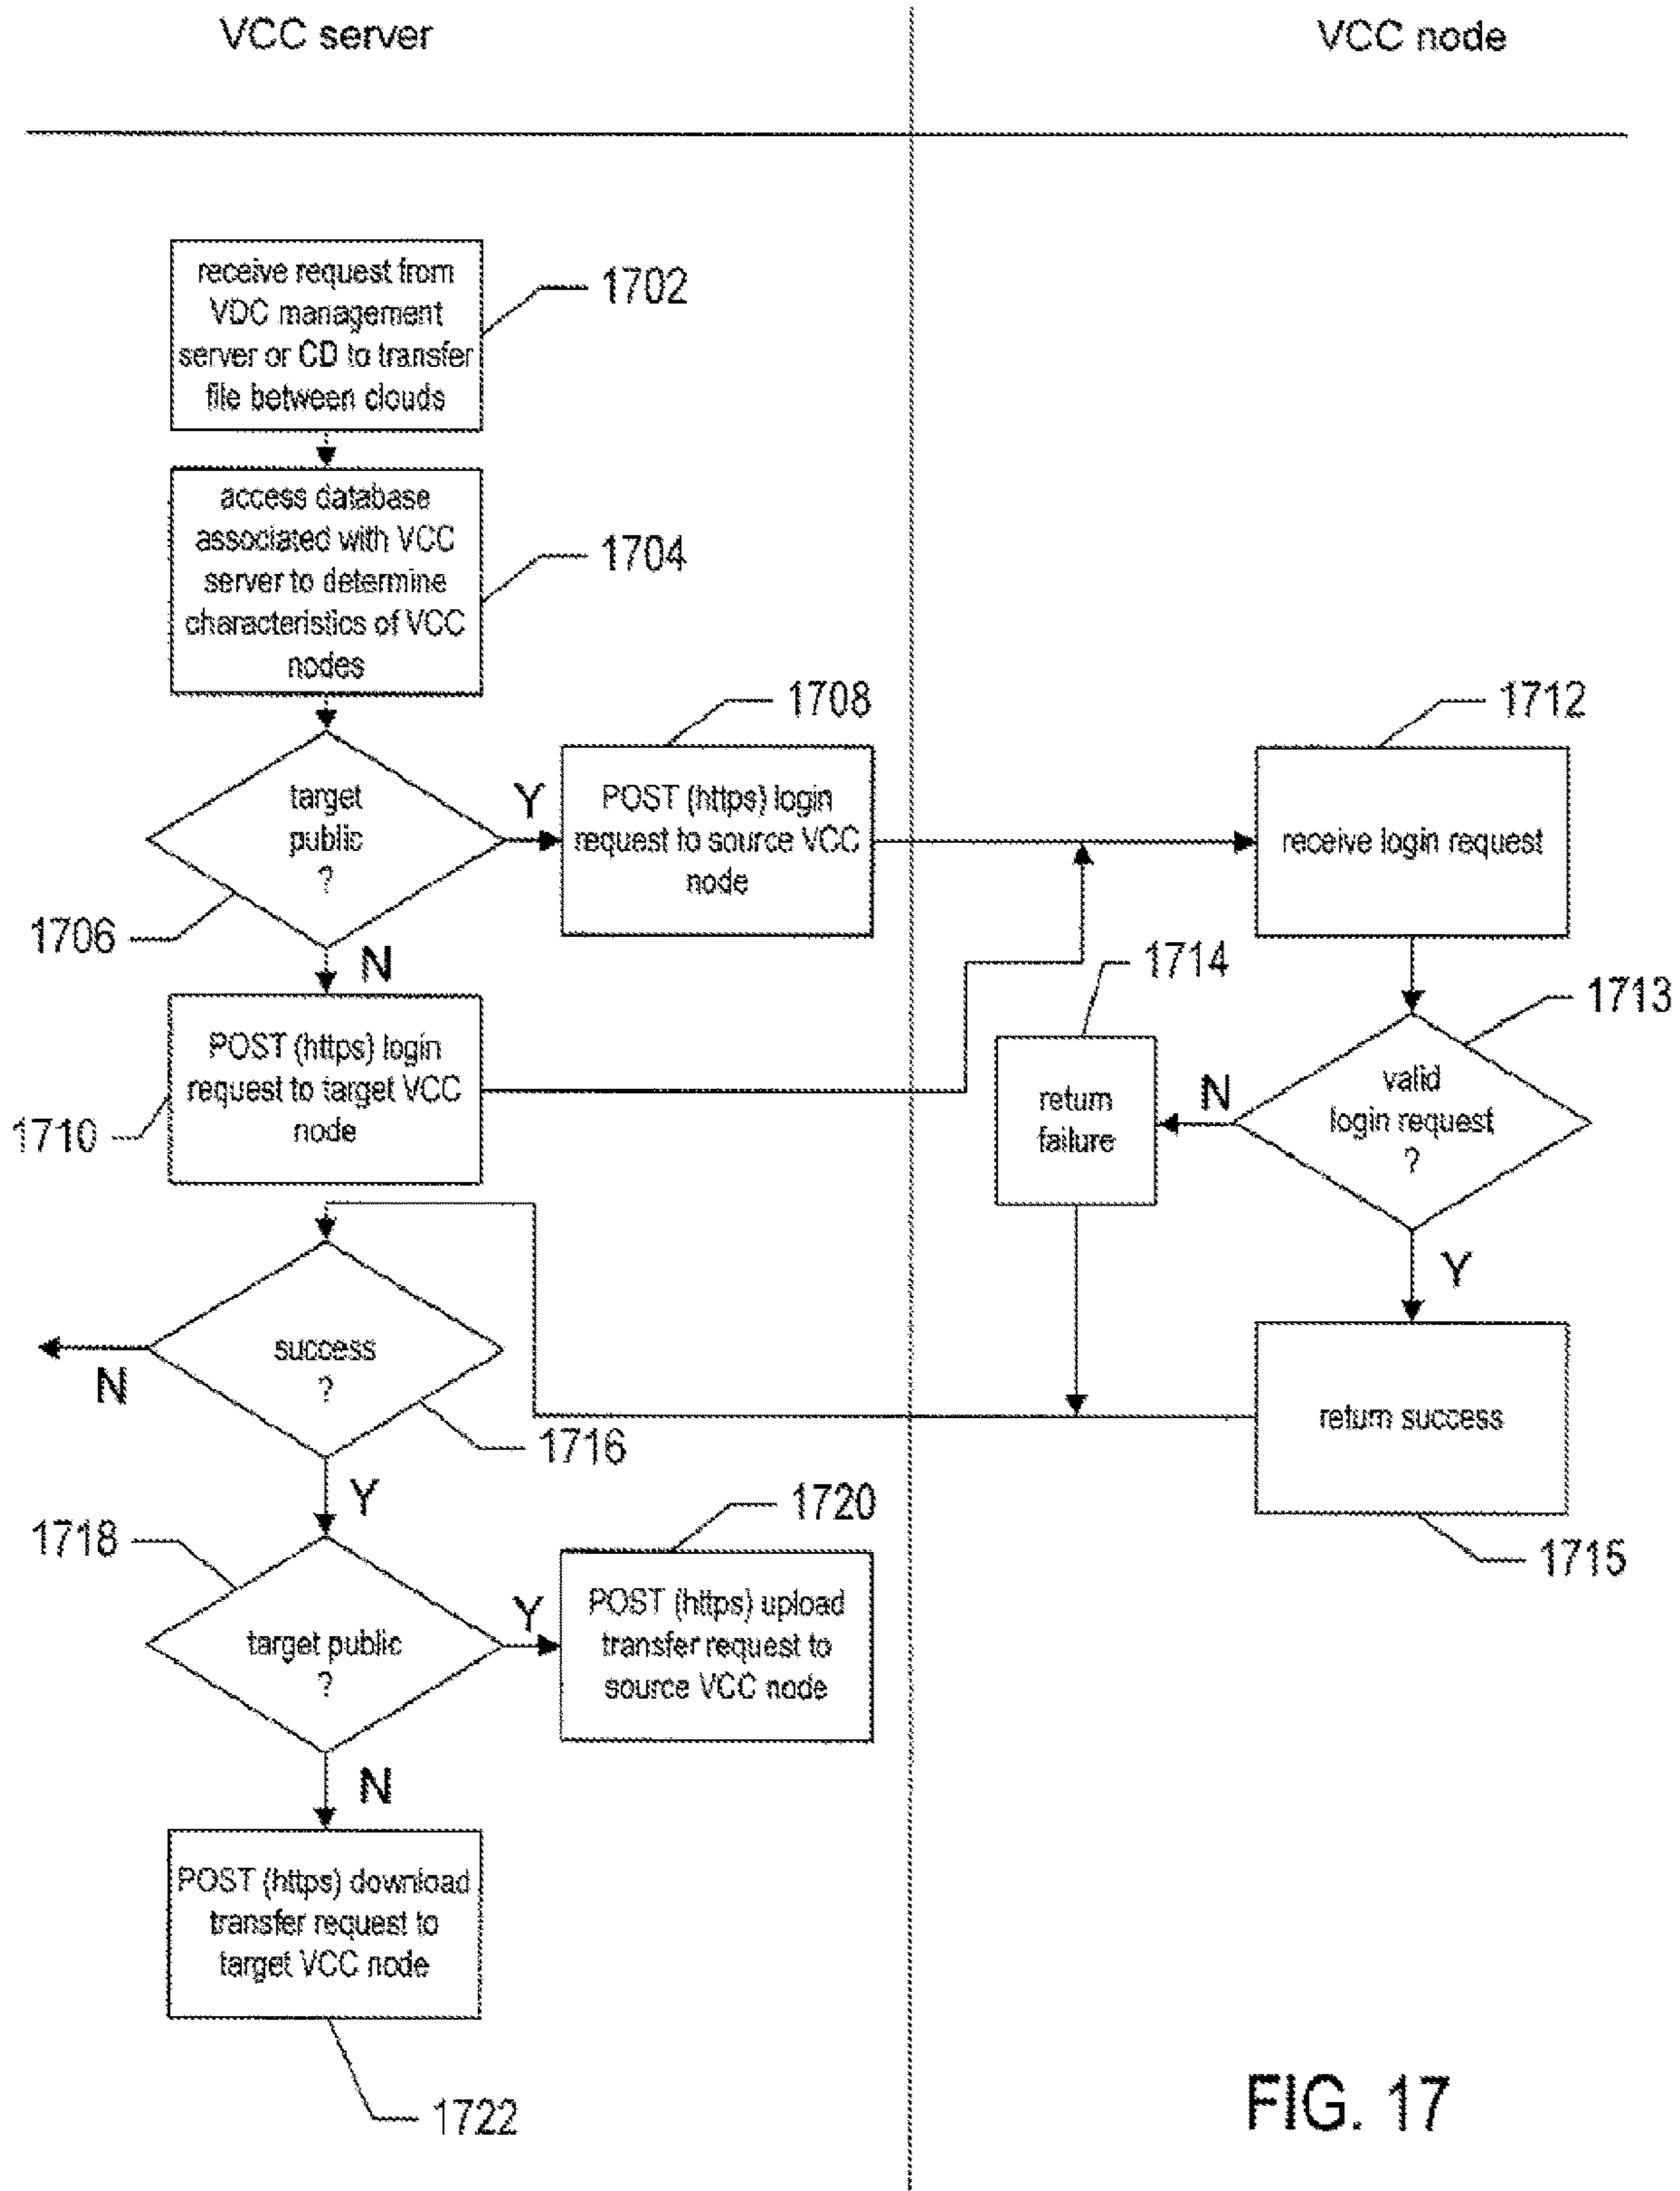 VCC server
VCC node
receive request from
VDC management
server or CD to transfer
file between clouds
1702
access database
associated with VCC
server to determine
characteristics of VCC
nodes
1704
target
public
?
1706
Y
N
1708
POST (https) login
request to source VCC
node
1712
receive login request
1710
POST (https) login
request to target VCC
node
1714
return
failure
N
1713
valid
login request
?
Y
success
?
N
1716
Y
return success
1715
1718
target public
?
Y
1720
POST (https) upload
transfer request to
source VCC node
N
POST (https) download
transfer request to
target VCC node
1722
FIG. 17